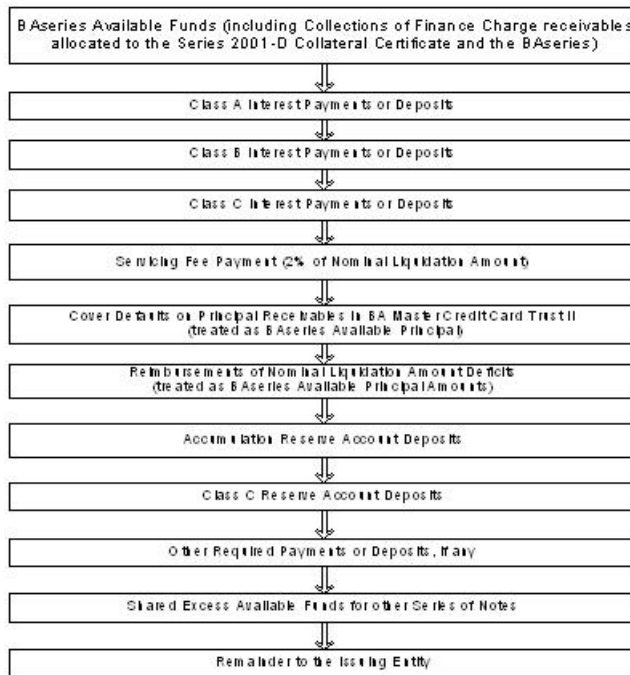 BAseries Available Funds (including Collections of Finance Charge receivables
allocated to the Series 2001-D Collateral Certificate and the BAseries)
Class A Interest Payments or Deposits
Class B Interest Payments or Deposits
Class C Interest Payments or Deposits
Servicing Fee Payment (2% of Nominal Liquidation Amount)
Cover Defaults on Principal Receivables in BA Master Credit Card Trust II
(treated as BAseries Available Principal)
Reimbursements of Nominal Liquidation Amount Deficits
(treated as BAseries Available Principal Amounts)
Accumulation Reserve Account Deposits
Class C Reserve Account Deposits
Other Required Payments or Deposits, if any
Shared Excess Available Funds for other Series of Notes
Remainder to the Issuing Entity